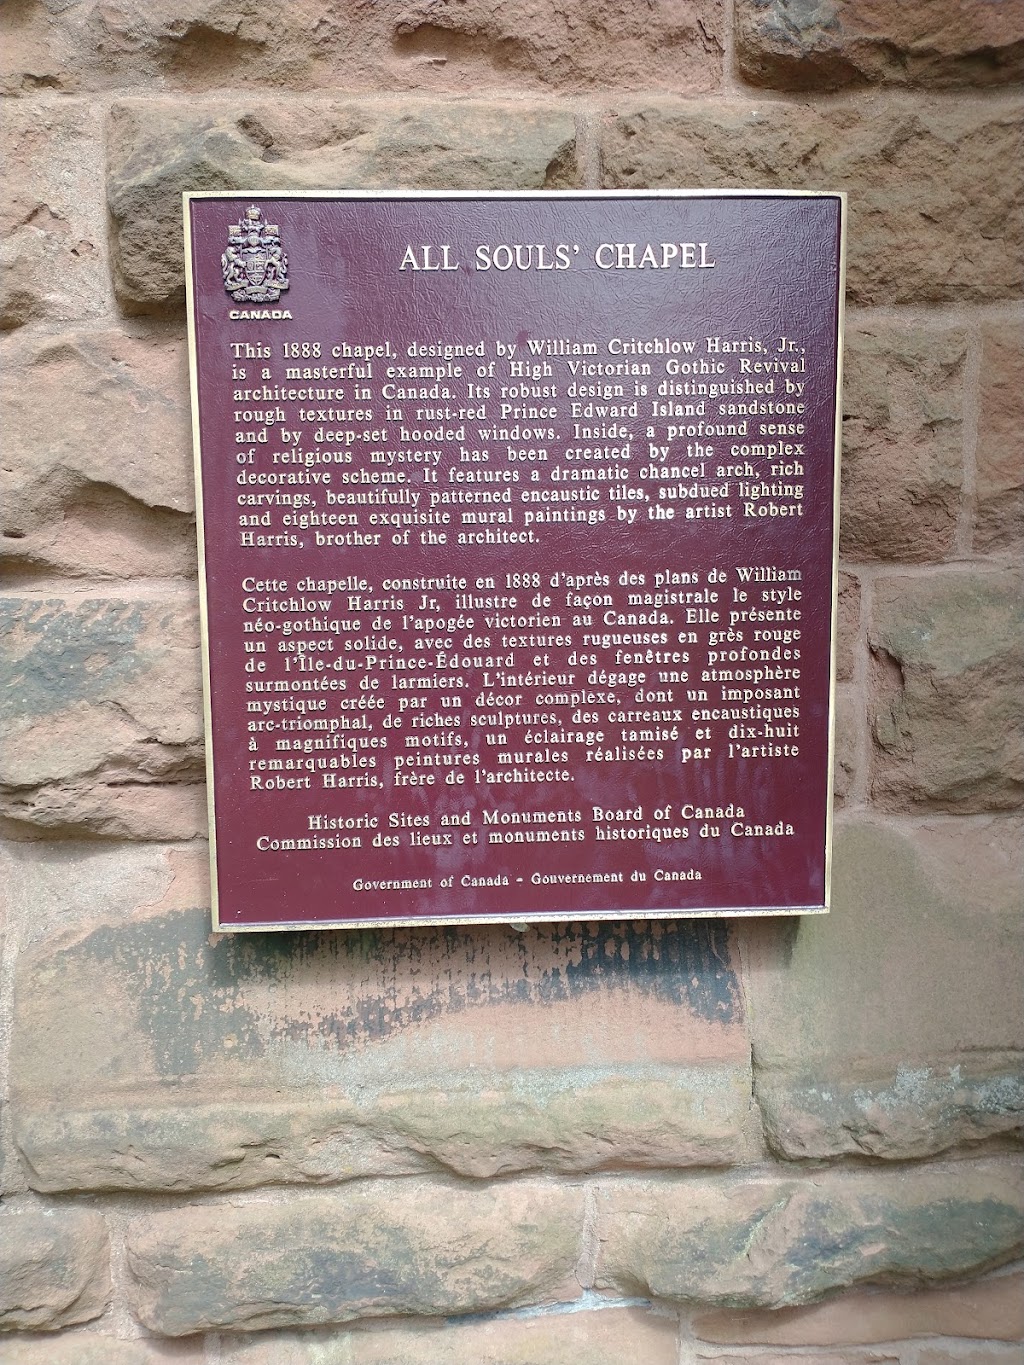 ALL SOULS' CHAPEL
CANADA
This 1888 chapel, designed by William Critchlow Harris, Jr.,
is a masterful example of High Victorian Gothic Revival
architecture in Canada. Its robust design is distinguished by
rough textures in rust-red Prince Edward Island sandstone
and by deep-set hooded windows. Inside, a profound sense
of religious mystery has been created by the complex
decorative scheme. It features a dramatic chancel arch, rich
carvings, beautifully patterned encaustic tiles, subdued lighting
and eighteen exquisite mural paintings by the artist Robert
Harris, brother of the architect.
Cette chapelle, construite en 1888 d'après des plans de William
Critchlow Harris Jr, illustre de façon magistrale le style
néo-gothique de l'apogée victorien au Canada. Elle présente
un aspect solide, avec des textures rugueuses en grès rouge
de l'Île-du-Prince-Édouard et des fenêtres profondes
surmontées de larmiers. L'intérieur dégage une atmosphère
mystique créée par un décor complexe, dont un imposant
arc-triomphal, de riches sculptures, des carreaux encaustiques
à magnifiques motifs, un éclairage tamisé et dix-huit
remarquables peintures murales réalisées par l'artiste
Robert Harris, frère de l'architecte.
Historic Sites and Monuments Board of Canada
Commission des lieux et monuments historiques du Canada
Government of Canada - Gouvernement du Canada